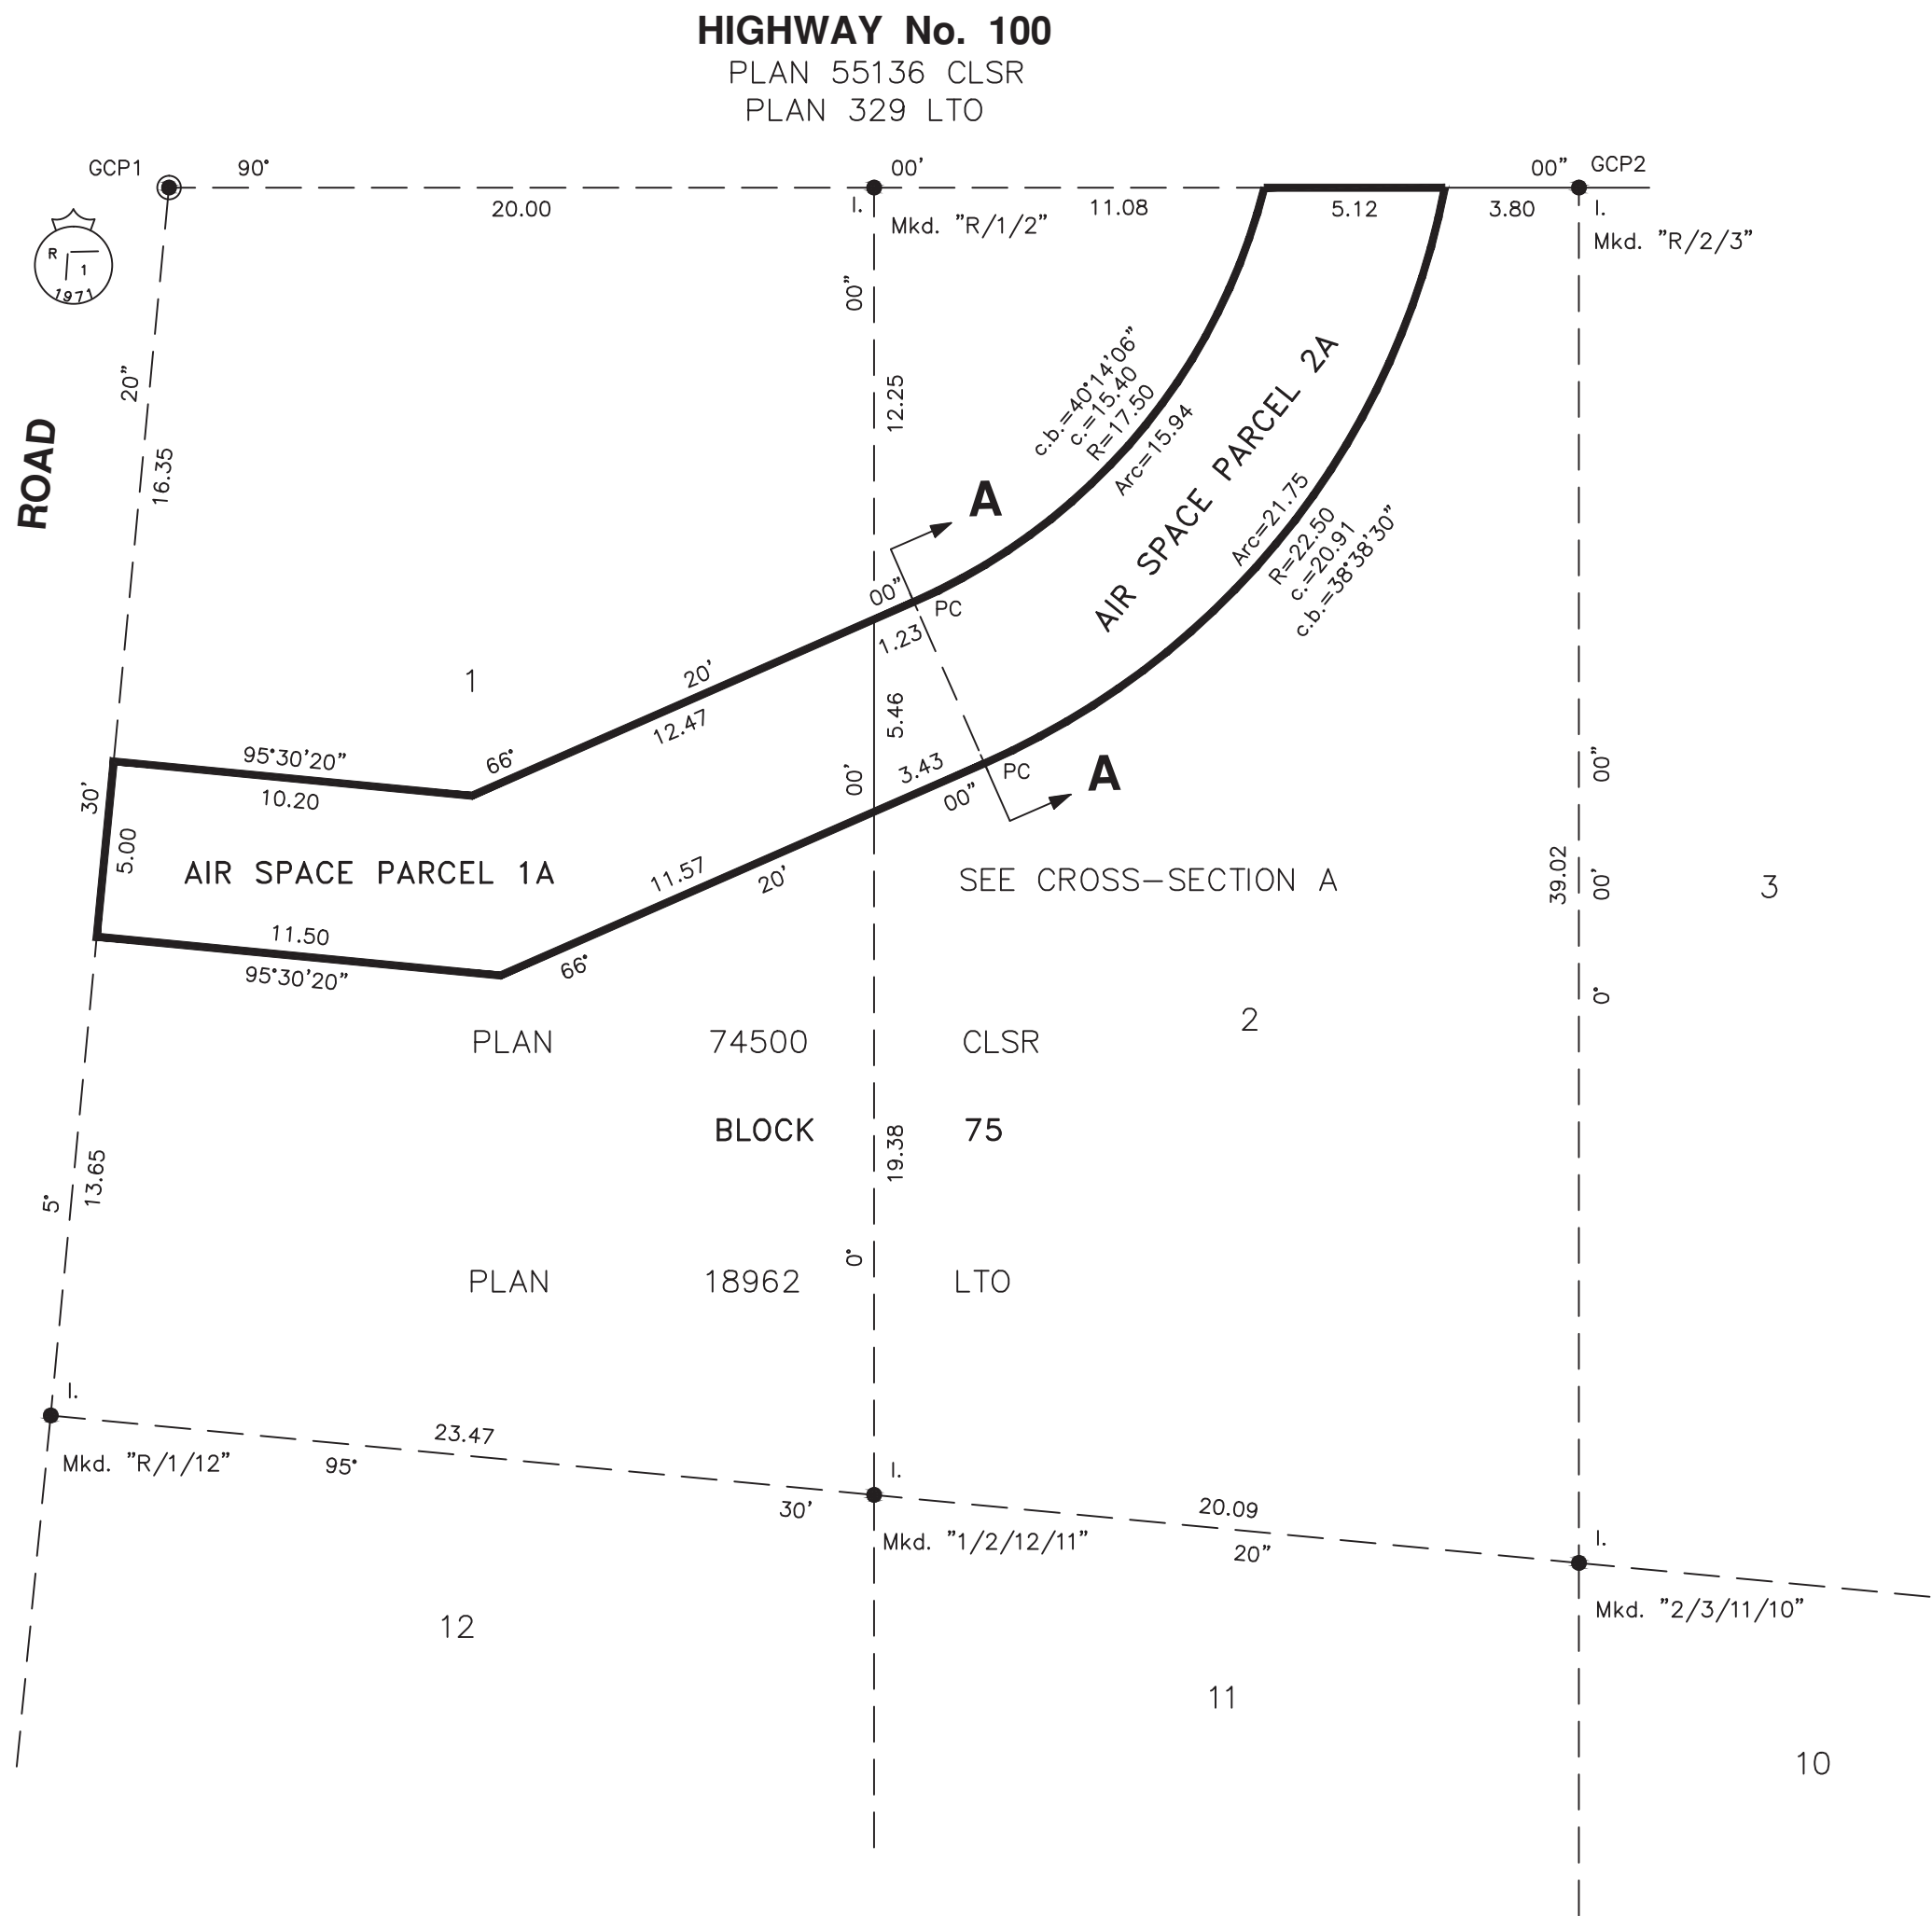 HIGHWAY No. 100
PLAN 55136 CLSR
PLAN 329 LTO
GCP1
90°
00'
00"
GCP2
20.00
I.
11.08
5.12
3.80
I.
Mkd. "R/1/2"
Mkd. "R/2/3"
R
1
1971
ROAD
20"
16.35
00"
12.25
c.b.=40°14'06"
c.=15.40
R=17.50
Arc=15.94
AIR SPACE PARCEL 2A
Arc=21.75
R=22.50
c.=20.91
c.b.=38°38'30"
A
00"
PC
1.23
20'
12.47
66°
1
5.46
00'
3.43
00"
PC
A
95°30'20"
10.20
30'
5.00
AIR SPACE PARCEL 1A
11.57
20'
66°
11.50
95°30'20"
SEE CROSS-SECTION A
00"
39.02
00'
0°
3
2
PLAN 74500 CLSR
BLOCK 75
19.38
5°
13.65
0°
PLAN 18962 LTO
I.
Mkd. "R/1/12"
23.47
95°
30'
I.
Mkd. "1/2/12/11"
20.09
20"
I.
Mkd. "2/3/11/10"
12
11
10